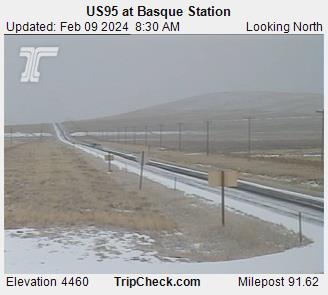 US95 at Basque Station
Updated: Feb 09 2024 8:30 AM Looking North
Elevation 4460 TripCheck.com Milepost 91.62